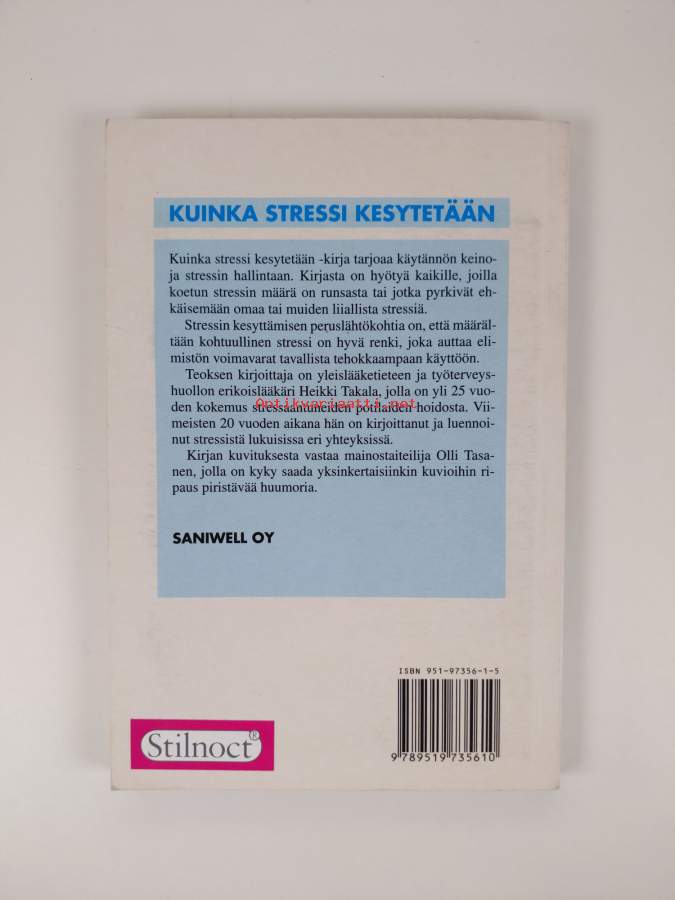 KUINKA STRESSI KESYTETÄÄN
Kuinka stressi kesytetään -kirja tarjoaa käytännön keino-
ja stressin hallintaan. Kirjasta on hyötyä kaikille, joilla
koetun stressin määrä on runsasta tai jotka pyrkivät eh-
käisemään omaa tai muiden liiallista stressiä.
Stressin kesyttämisen peruslähtökohtia on, että määräl-
tään kohtuullinen stressi on hyvä renki, joka auttaa eli-
mistön voimavarat tavallista tehokkaampaan käyttöön.
Teoksen kirjoittaja on yleislääketieteen ja työterveys-
huollon erikoislääkäri Heikki Takala, jolla on yli 25 vuo-
den kokemus stressaantuneiden potilaiden hoidosta. Vii-
meisten 20 vuoden aikana hän on kirjoittanut ja luennoi-
nut stressistä lukuisissa eri yhteyksissä.
Kirjan kuvituksesta vastaa mainostaiteilija Olli Tasa-
nen, jolla on kyky saada yksinkertaisiinkin kuvioihin ri-
paus piristävää huumoria.
Antikvariaatti.net
SANIWELL OY
ISBN 951-97356-1-5
9 789519 735610
Stilnoct®